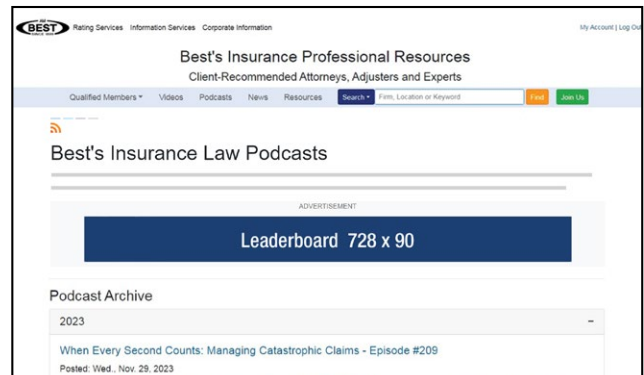 BEST
Rating Services Information Services Corporate Information
My Account | Log Out
Best's Insurance Professional Resources
Client-Recommended Attorneys, Adjusters and Experts
Qualified Members Videos Podcasts News Resources Search Firm, Location or Keyword Find Join Us
Best's Insurance Law Podcasts
ADVERTISEMENT
Leaderboard 728 x 90
Podcast Archive
2023 –
When Every Second Counts: Managing Catastrophic Claims - Episode #209
Posted: Wed., Nov. 29, 2023